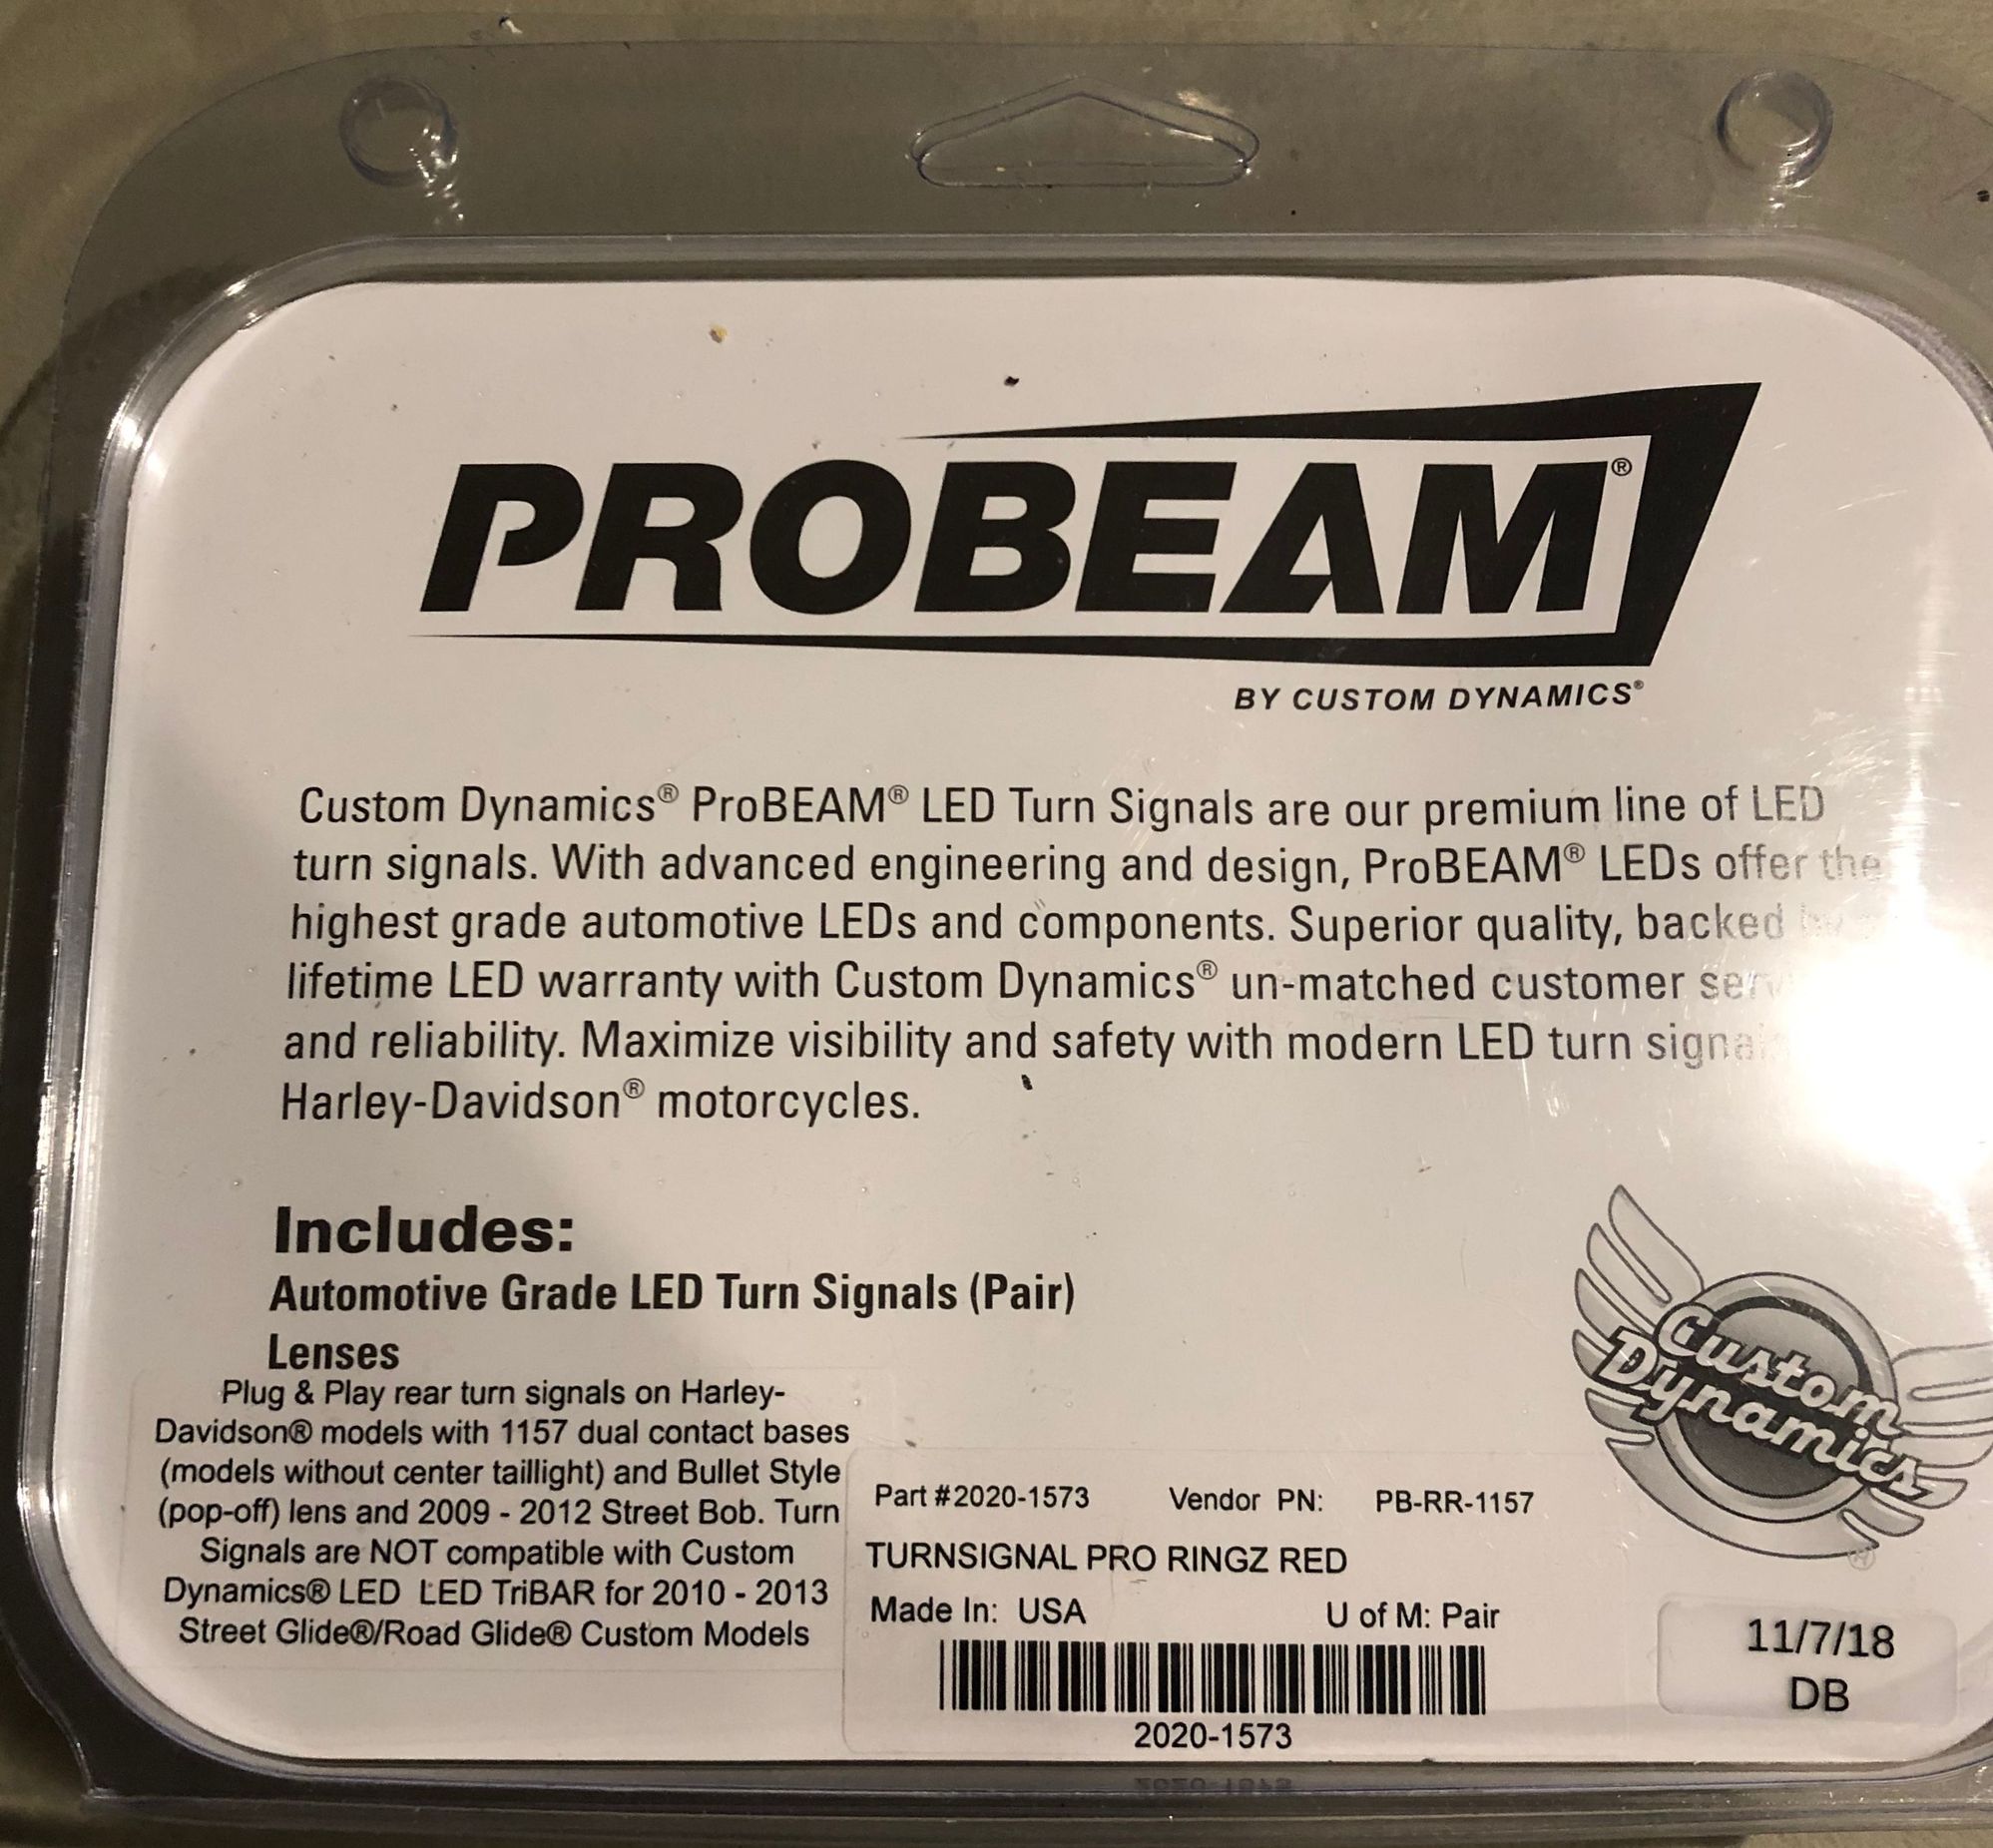 PROBEAM®
BY CUSTOM DYNAMICS®
Custom Dynamics® ProBEAM® LED Turn Signals are our premium line of LED
turn signals. With advanced engineering and design, ProBEAM® LEDs offer the
highest grade automotive LEDs and components. Superior quality, backed
lifetime LED warranty with Custom Dynamics® un-matched customer
and reliability. Maximize visibility and safety with modern LED turn
Harley-Davidson® motorcycles.
Includes:
Automotive Grade LED Turn Signals (Pair)
Lenses
Plug & Play rear turn signals on Harley-
Davidson® models with 1157 dual contact bases
(models without center taillight) and Bullet Style
(pop-off) lens and 2009 - 2012 Street Bob. Turn
Signals are NOT compatible with Custom
Dynamics® LED LED TriBAR for 2010 - 2013
Street Glide®/Road Glide® Custom Models
Custom
Dynamics
®
Part #2020-1573 Vendor PN: PB-RR-1157
TURNSIGNAL PRO RINGZ RED
Made In: USA U of M: Pair
2020-1573
11/7/18
DB